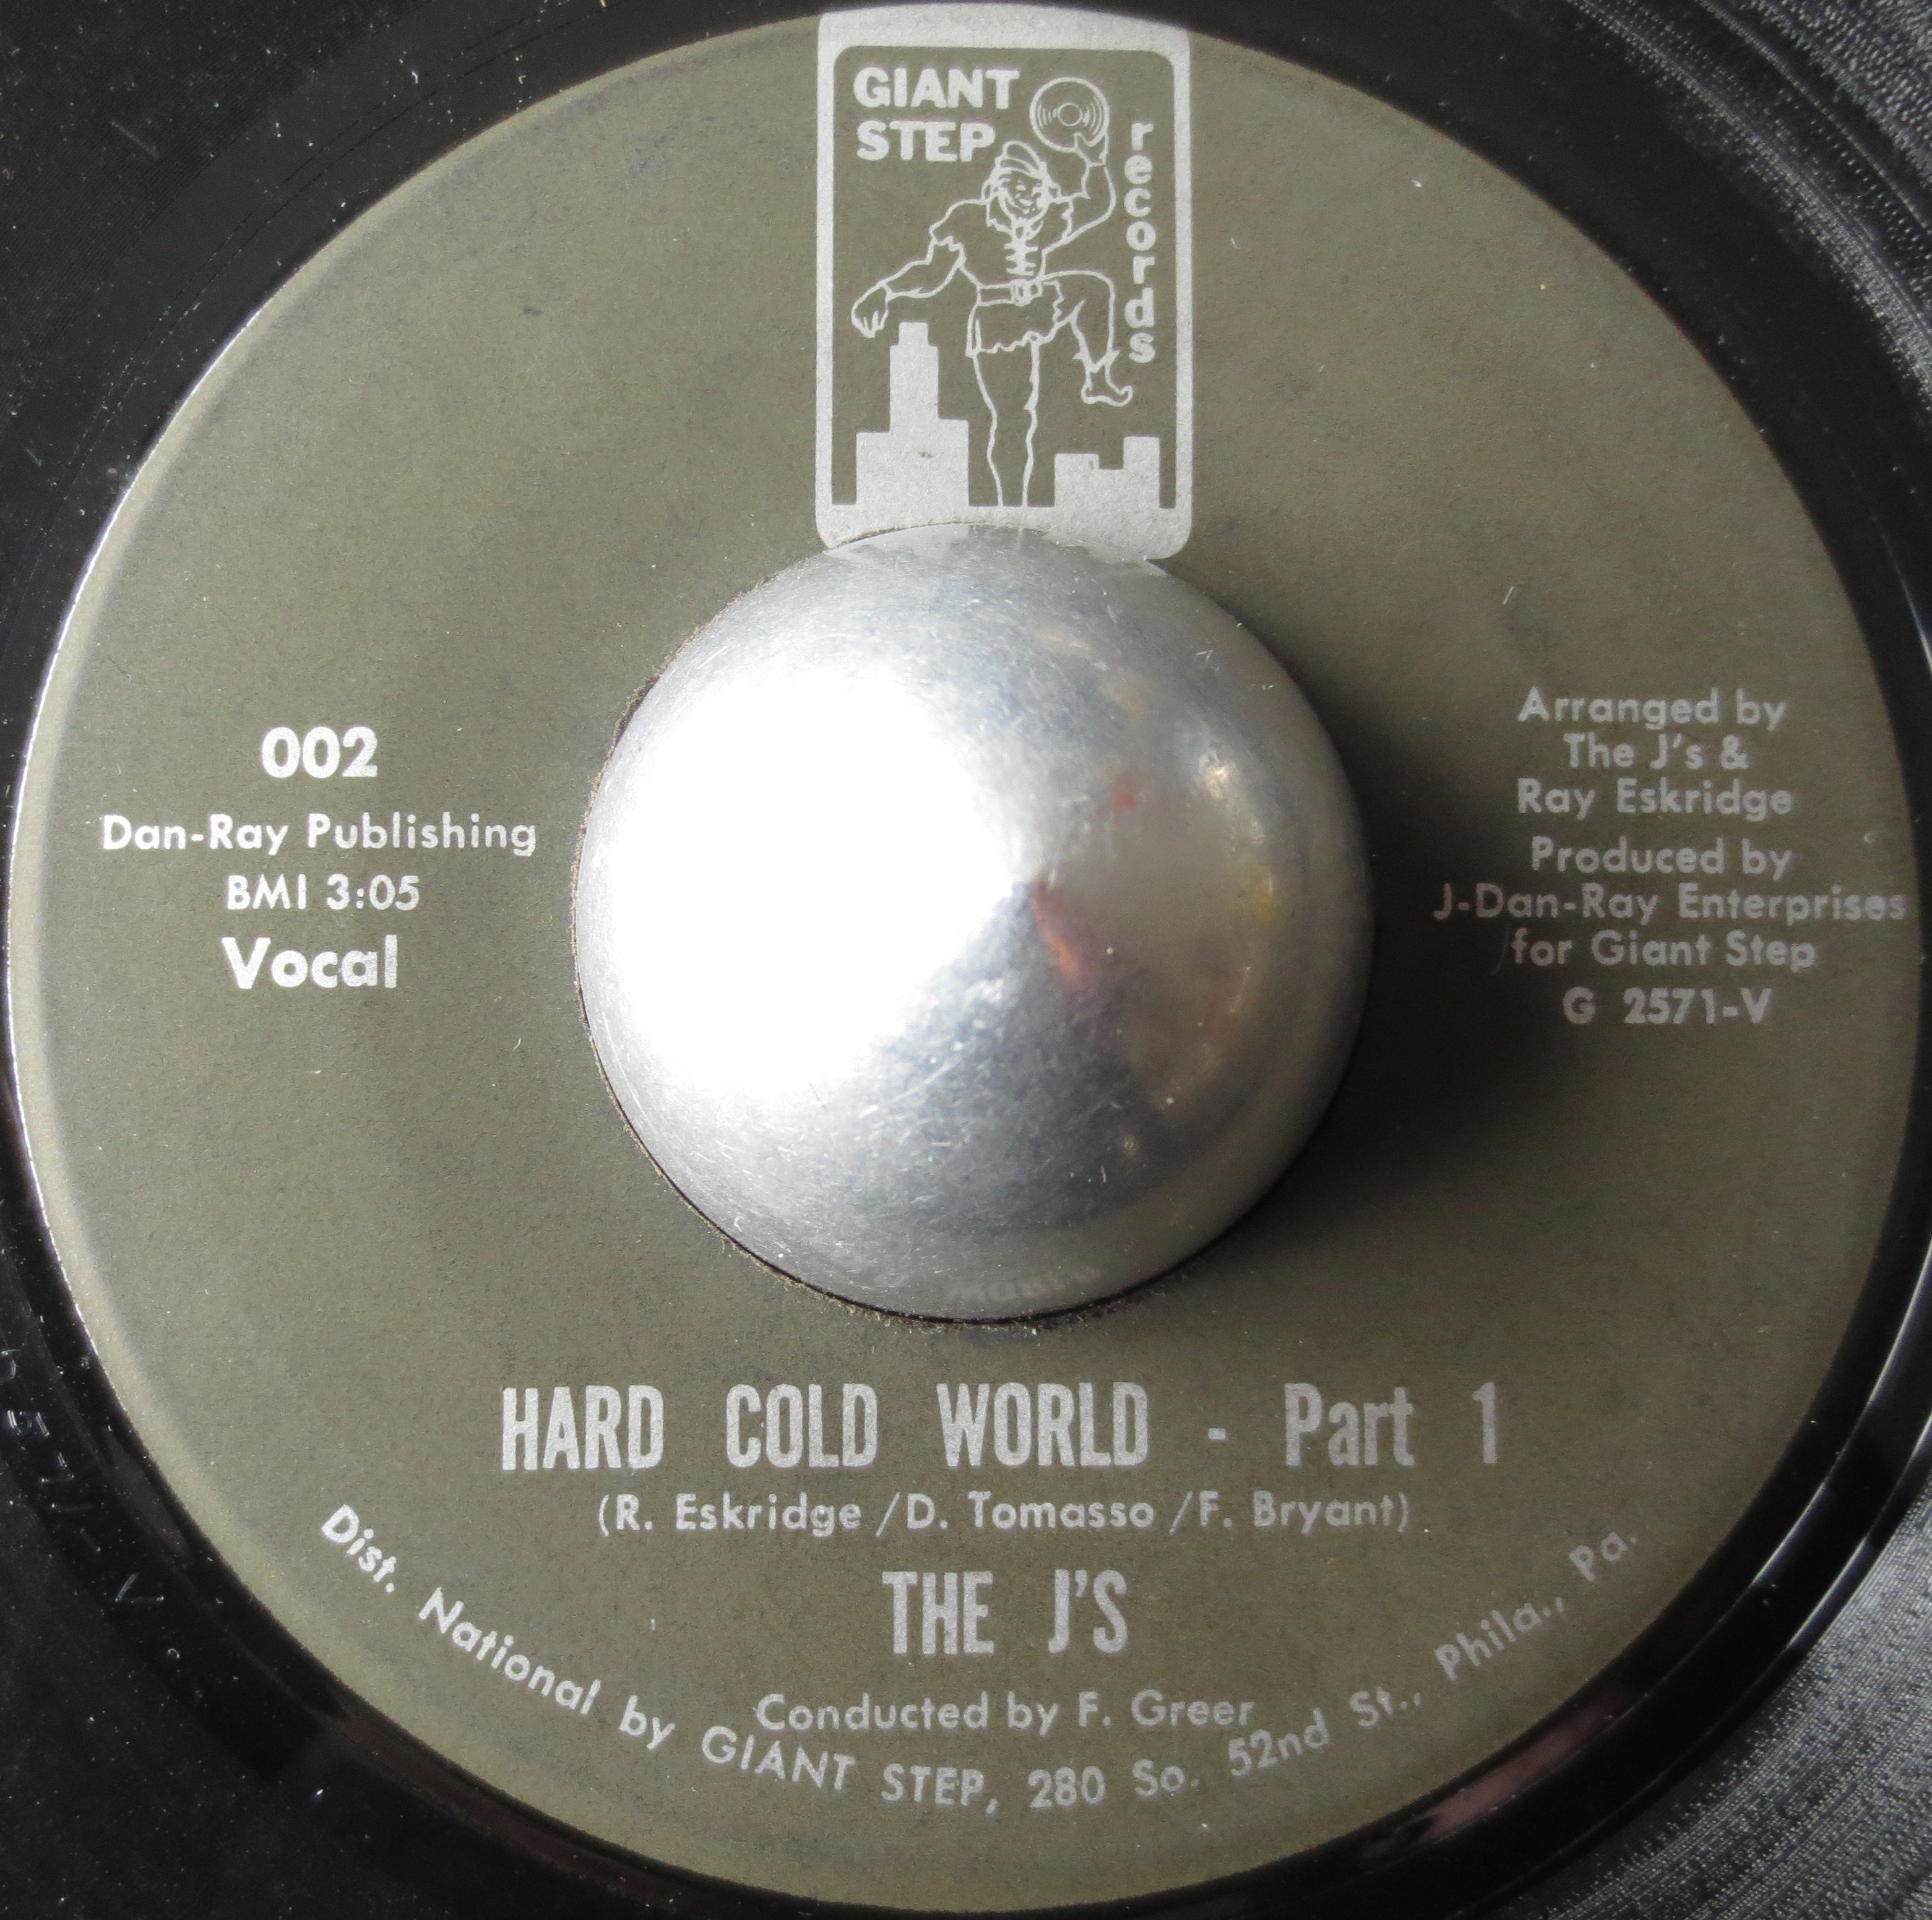 GIANT
STEP
records
002
Dan-Ray Publishing
BMI 3:05
Vocal
Arranged by
The J's &
Ray Eskridge
Produced by
J-Dan-Ray Enterprises
for Giant Step
G 2571-V
HARD COLD WORLD - Part 1
(R. Eskridge /D. Tomasso /F. Bryant)
THE J'S
Conducted by F. Greer
Dist. National by GIANT STEP, 280 So. 52nd St., Phila., Pa.